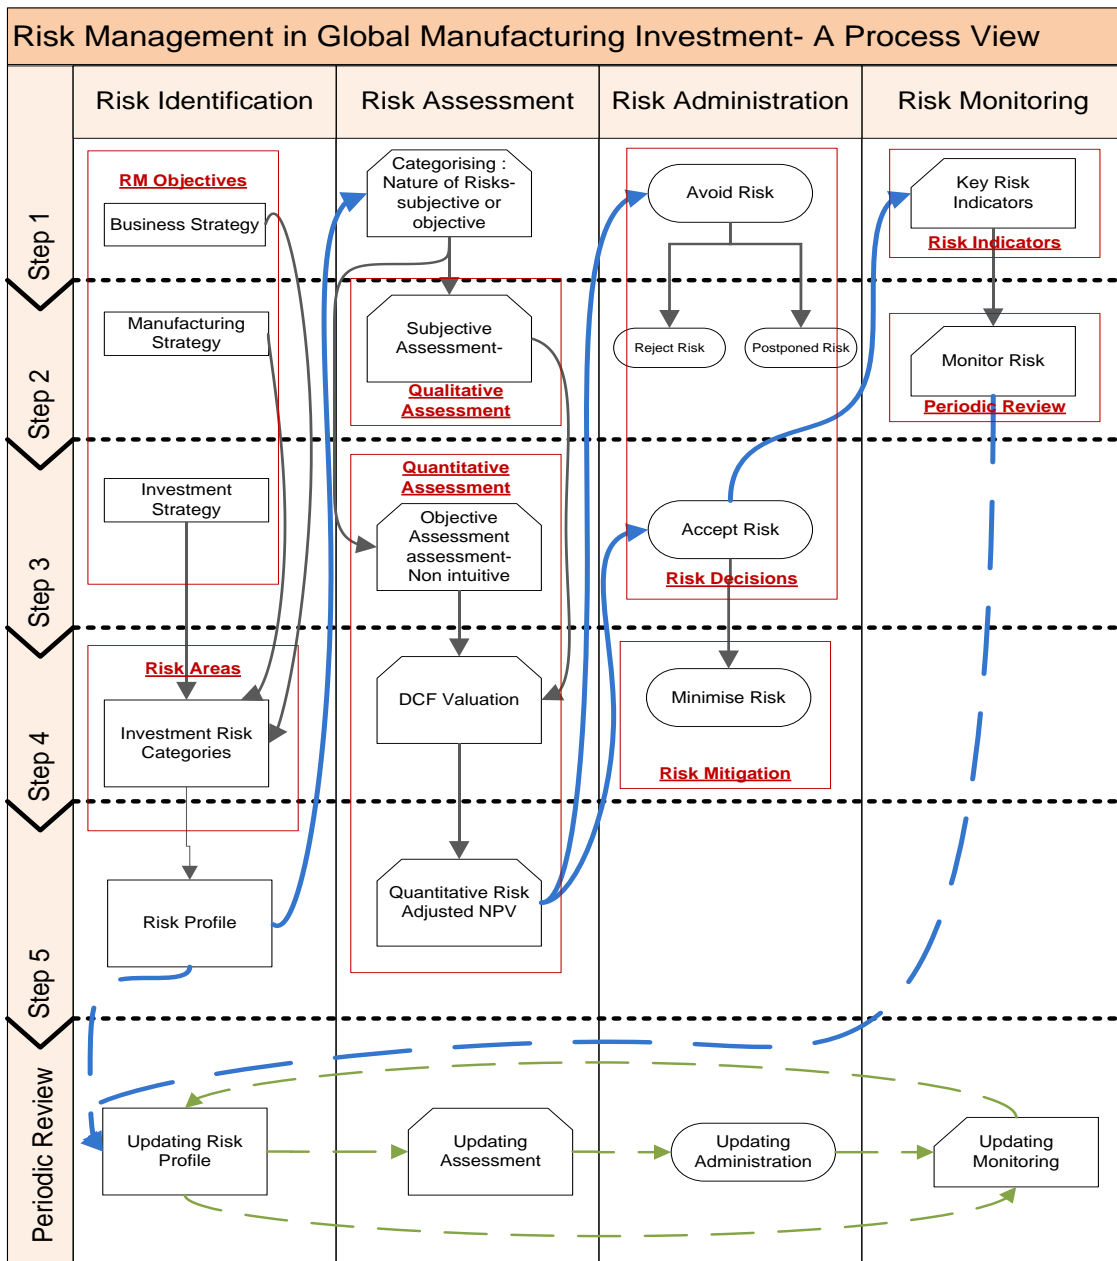 Risk Management in Global Manufacturing Investment- A Process View
Risk Identification
Risk Assessment
Risk Administration
Risk Monitoring
Step 1
RM Objectives
Business Strategy
Categorising :
Nature of Risks-
subjective or
objective
Avoid Risk
Key Risk
Indicators
Risk Indicators
Step 2
Manufacturing
Strategy
Subjective
Assessment-
Qualitative
Assessment
Reject Risk
Postponed Risk
Monitor Risk
Periodic Review
Step 3
Investment
Strategy
Quantitative
Assessment
Objective
Assessment
assessment-
Non intuitive
Accept Risk
Risk Decisions
Step 4
Risk Areas
Investment Risk
Categories
DCF Valuation
Minimise Risk
Risk Mitigation
Step 5
Risk Profile
Quantitative Risk
Adjusted NPV
Periodic Review
Updating Risk
Profile
Updating
Assessment
Updating
Administration
Updating
Monitoring